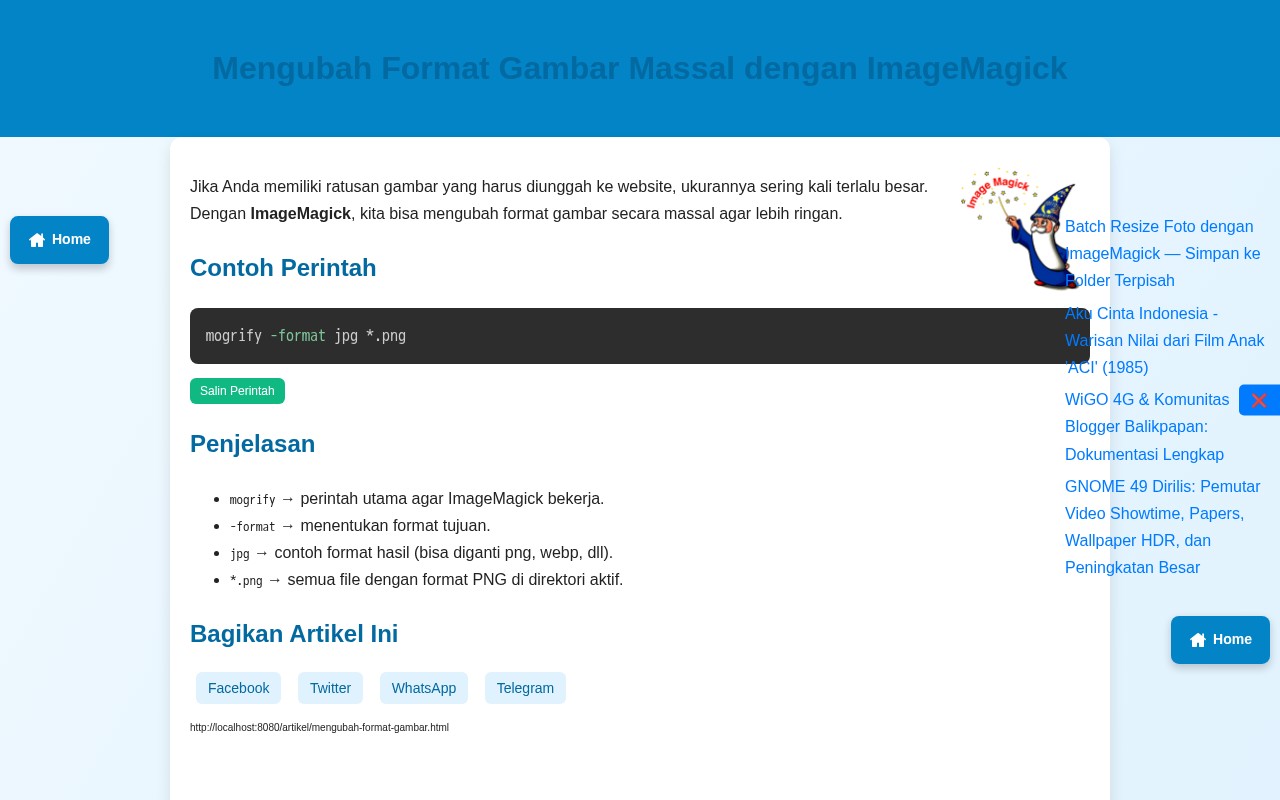 Mengubah Format Gambar Massal dengan ImageMagick
Jika Anda memiliki ratusan gambar yang harus diunggah ke website, ukurannya sering kali terlalu besar.
Dengan ImageMagick, kita bisa mengubah format gambar secara massal agar lebih ringan.
Image Magick
Home
Contoh Perintah
mogrify -format jpg *.png
Salin Perintah
Penjelasan
mogrify → perintah utama agar ImageMagick bekerja.
-format → menentukan format tujuan.
jpg → contoh format hasil (bisa diganti png, webp, dll).
*.png → semua file dengan format PNG di direktori aktif.
Bagikan Artikel Ini
Facebook
Twitter
WhatsApp
Telegram
http://localhost:8080/artikel/mengubah-format-gambar.html
Batch Resize Foto dengan
ImageMagick — Simpan ke
Folder Terpisah
Aku Cinta Indonesia -
Warisan Nilai dari Film Anak
'ACI' (1985)
WiGO 4G & Komunitas
Blogger Balikpapan:
Dokumentasi Lengkap
GNOME 49 Dirilis: Pemutar
Video Showtime, Papers,
Wallpaper HDR, dan
Peningkatan Besar
Home